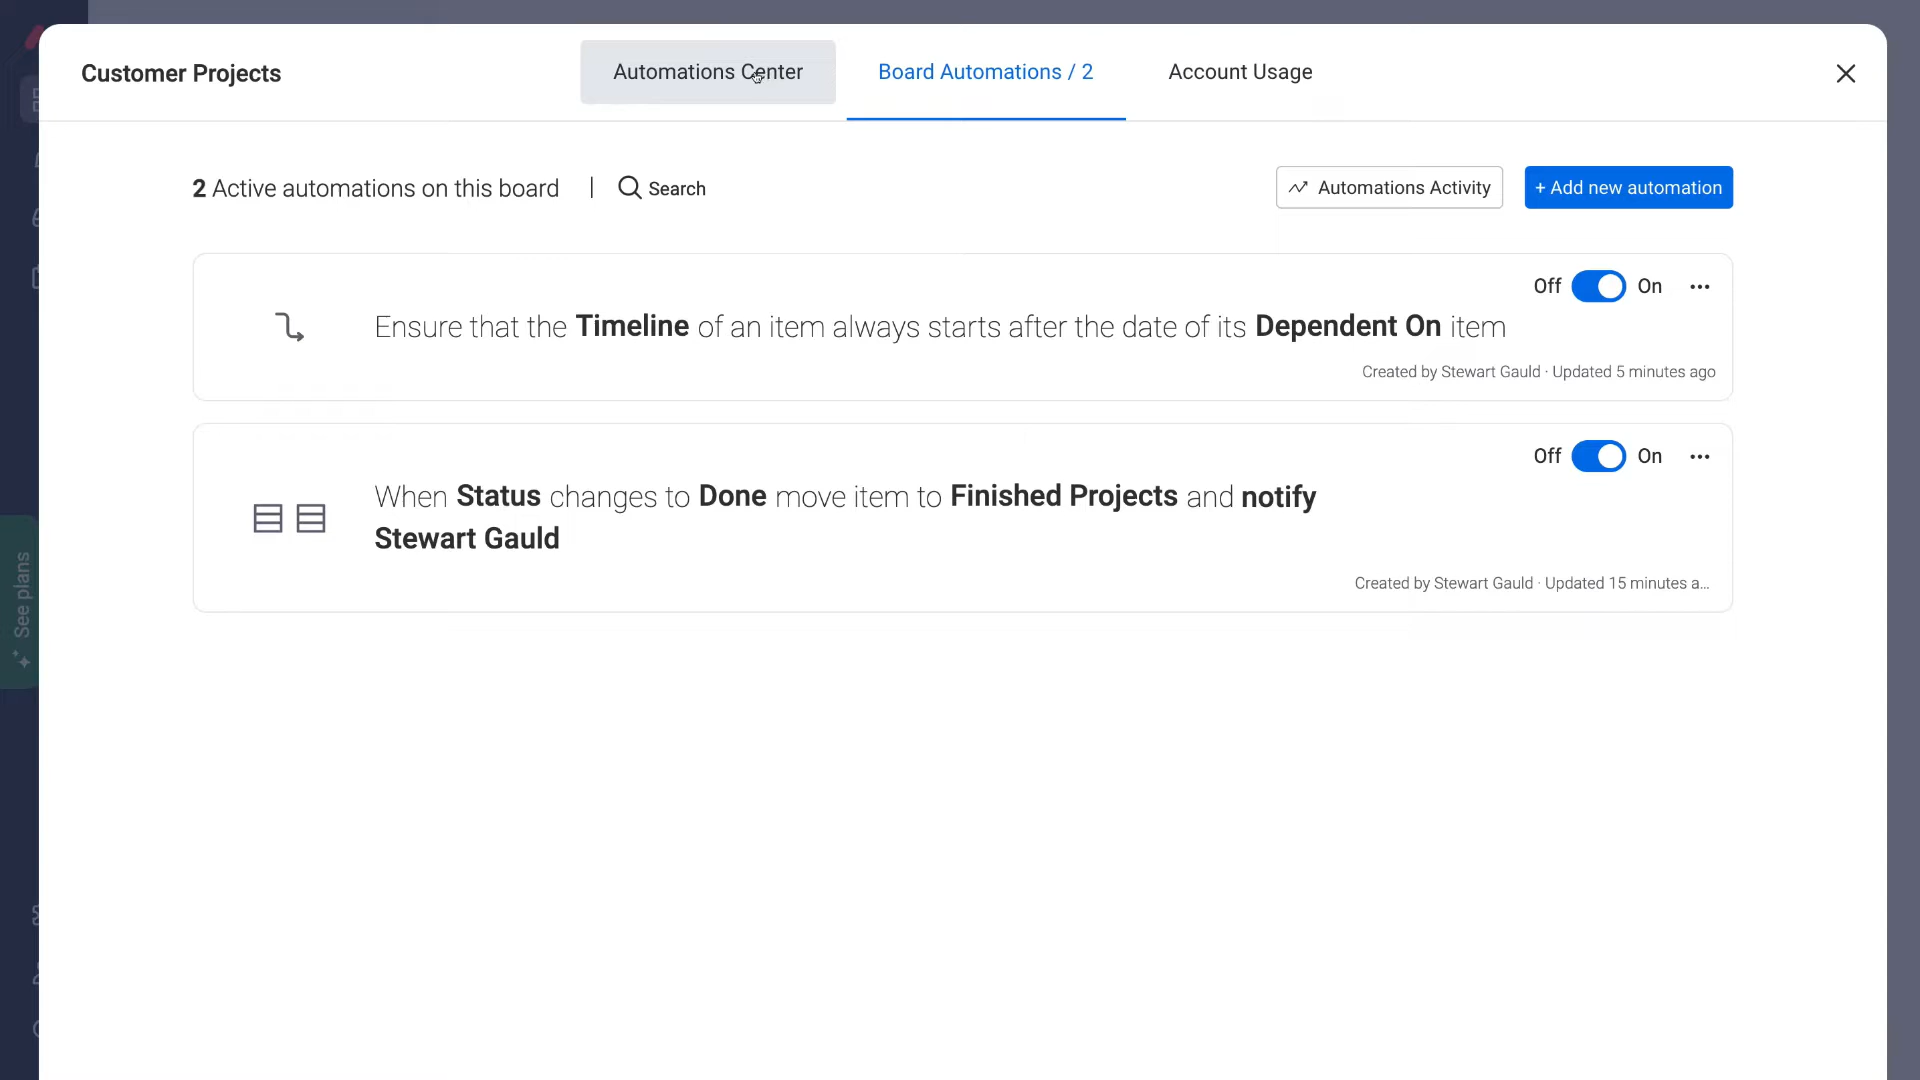 Customer Projects
Automations Center
Board Automations / 2
Account Usage
2 Active automations on this board
Search
Automations Activity
+ Add new automation
Off
On
Ensure that the Timeline of an item always starts after the date of its Dependent On item
Created by Stewart Gauld · Updated 5 minutes ago
Off
On
When Status changes to Done move item to Finished Projects and notify
Stewart Gauld
Created by Stewart Gauld · Updated 15 minutes a...
See plans